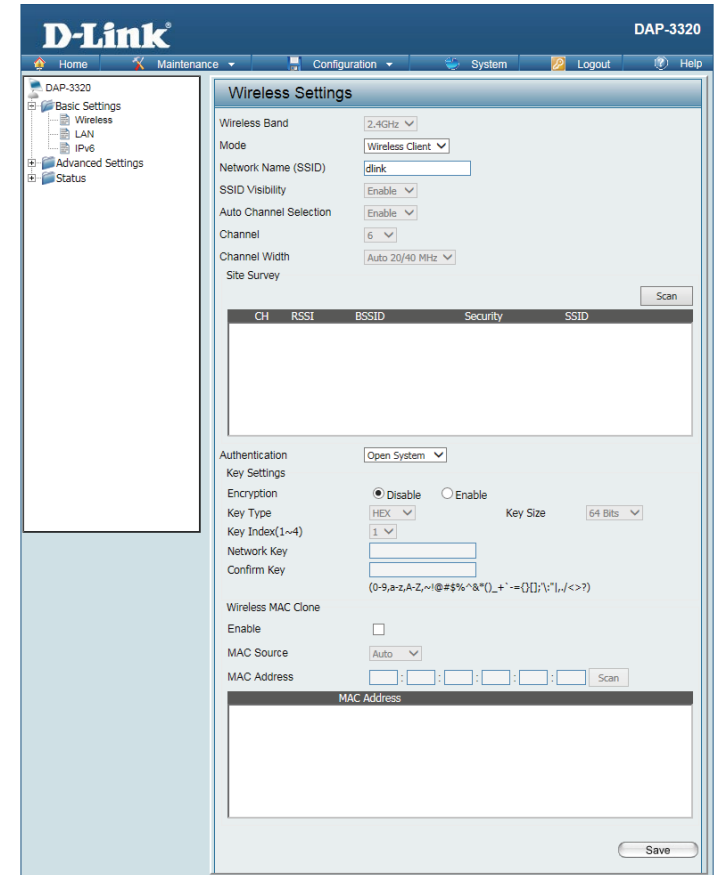 D-Link®
DAP-3320
Home Maintenance Configuration System Logout Help
DAP-3320
Basic Settings
Wireless
LAN
IPv6
Advanced Settings
Status
Wireless Settings
Wireless Band 2.4GHz
Mode Wireless Client
Network Name (SSID) dlink
SSID Visibility Enable
Auto Channel Selection Enable
Channel 6
Channel Width Auto 20/40 MHz
Site Survey
Scan
CH RSSI BSSID Security SSID
Authentication Open System
Key Settings
Encryption Disable Enable
Key Type HEX Key Size 64 Bits
Key Index(1~4) 1
Network Key
Confirm Key
(0-9,a-z,A-Z,~!@#$%^&*()_+`-={}[];'\:"|,./<>?)
Wireless MAC Clone
Enable
MAC Source Auto
MAC Address : : : : : Scan
MAC Address
Save